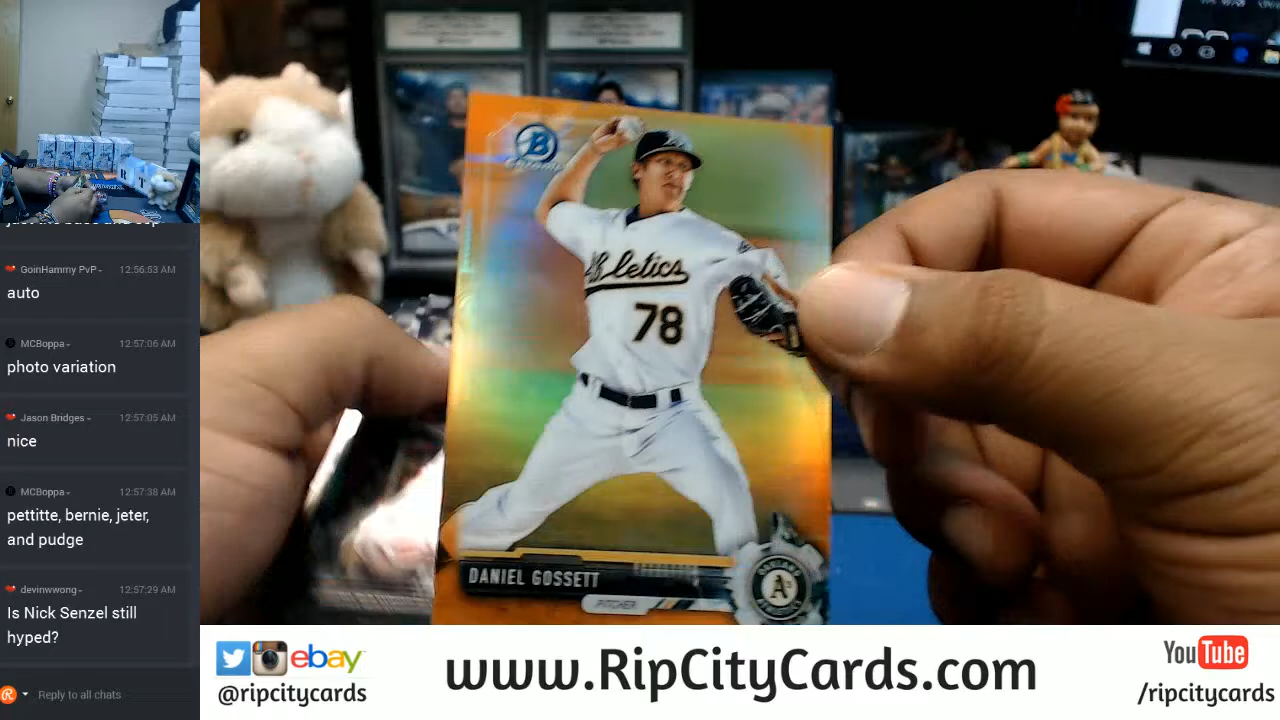 GoinHammy PvP 12:56:53 AM
auto
MCBoppa 12:57:06 AM
photo variation
Jason Bridges 12:57:05 AM
nice
MCBoppa 12:57:38 AM
pettitte, bernie, jeter,
and pudge
devinwwong 12:57:29 AM
Is Nick Senzel still
hyped?
Reply to all chats
B
Athletics
78
DANIEL GOSSETT
PITCHER
OAKLAND
A's
ebay
@ripcitycards
www.RipCityCards.com
YouTube
/ripcitycards